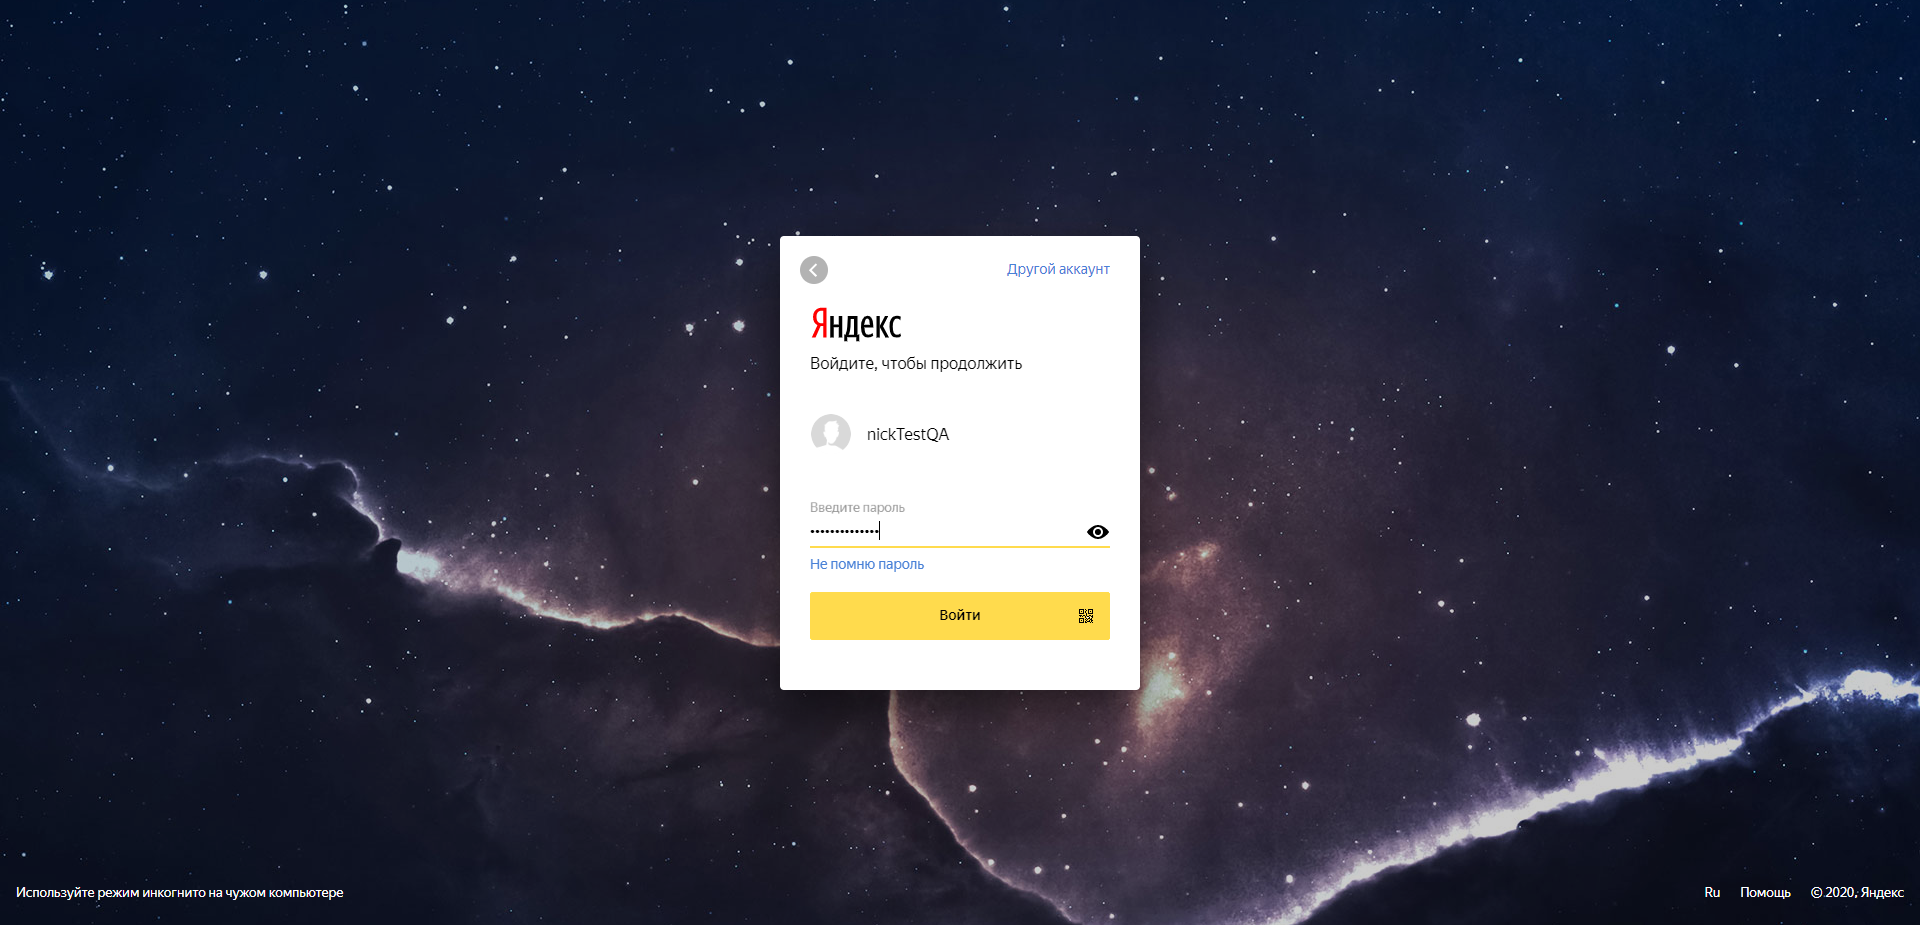 Другой аккаунт
Яндекс
Войдите, чтобы продолжить
nickTestQA
Введите пароль
••••••••••••••
Не помню пароль
Войти
Используйте режим инкогнито на чужом компьютере
Ru Помощь © 2020, Яндекс